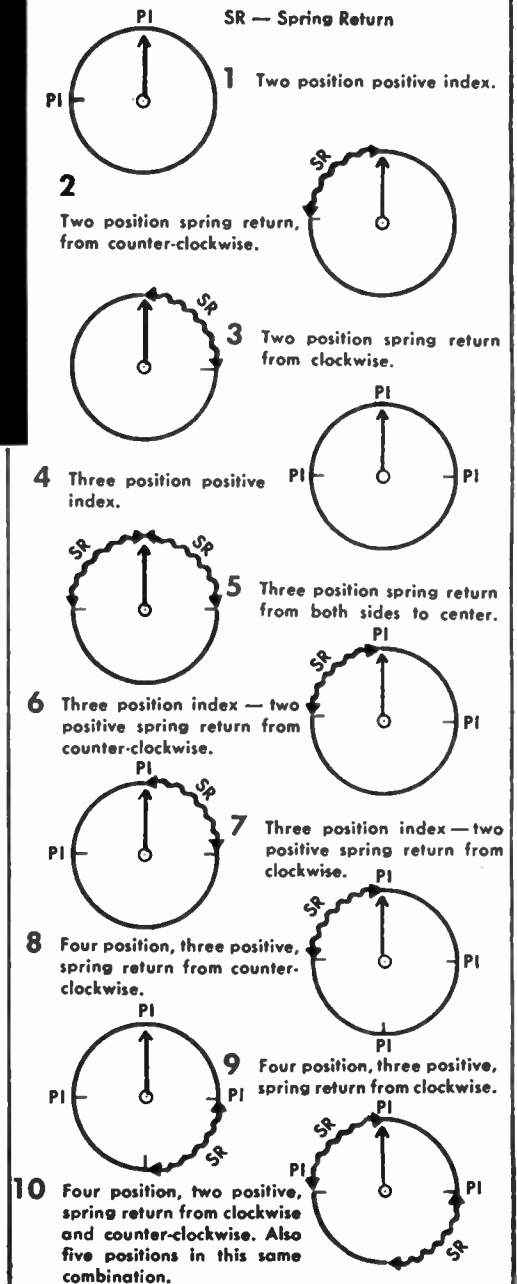 PI
SR — Spring Return
PI
1 Two position positive index.
2
SR
Two position spring return,
from counter-clockwise.
SR
3 Two position spring return
from clockwise.
PI
4 Three position positive
index.
PI
PI
SR
SR
5 Three position spring return
from both sides to center.
PI
SR
6 Three position index — two
positive spring return from
counter-clockwise.
PI
PI
SR
7 Three position index — two
positive spring return from
clockwise.
PI
PI
SR
8 Four position, three positive,
spring return from counter-
clockwise.
PI
PI
PI
9 Four position, three positive,
spring return from clockwise.
PI
PI
SR
PI
SR
PI
10 Four position, two positive,
spring return from clockwise
and counter-clockwise. Also
five positions in this same
combination.
PI
SR